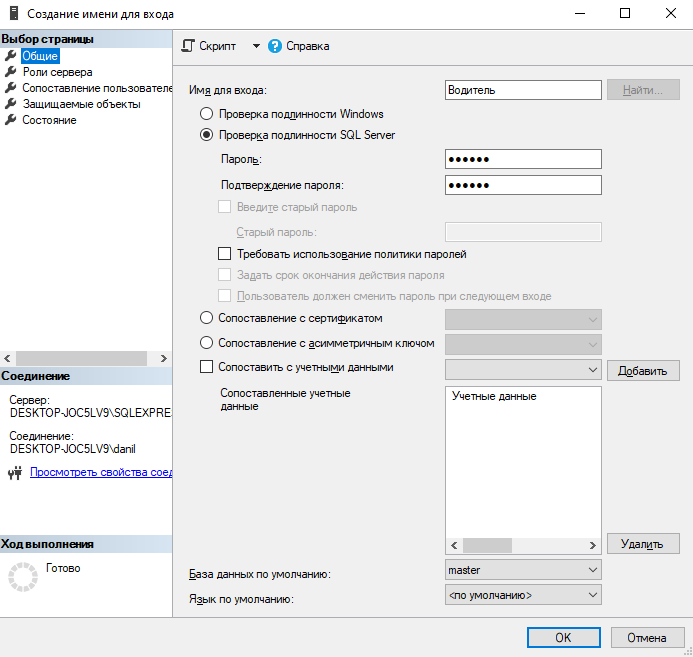 Создание имени для входа
Выбор страницы
Общие
Роли сервера
Сопоставление пользователе
Защищаемые объекты
Состояние
Скрипт
Справка
Имя для входа:
Водитель
Найти...
Проверка подлинности Windows
Проверка подлинности SQL Server
Пароль:
••••••
Подтверждение пароля:
••••••
Введите старый пароль
Старый пароль:
Требовать использование политики паролей
Задать срок окончания действия пароля
Пользователь должен сменить пароль при следующем входе
Сопоставление с сертификатом
Сопоставление с асимметричным ключом
Сопоставить с учетными данными
Добавить
Сопоставленные учетные
данные
Учетные данные
Удалить
База данных по умолчанию:
master
Язык по умолчанию:
<по умолчанию>
Соединение
Сервер:
DESKTOP-JOC5LV9\SQLEXPRE
Соединение:
DESKTOP-JOC5LV9\danil
Просмотреть свойства соед
Ход выполнения
Готово
OK
Отмена